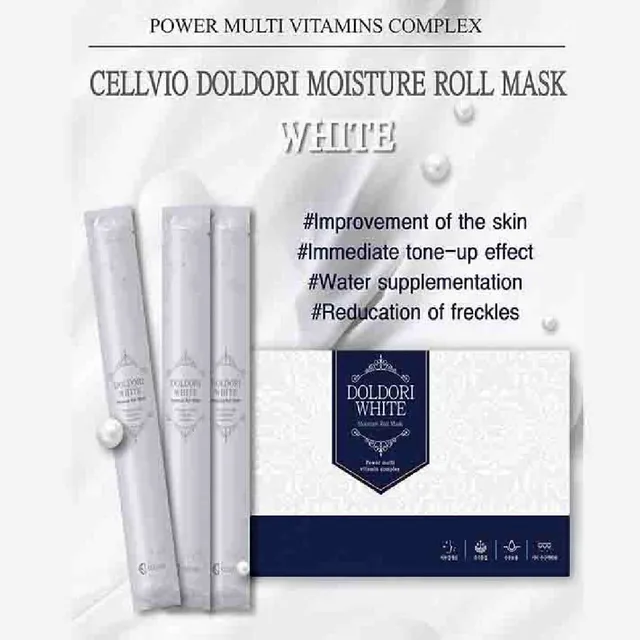 POWER MULTI VITAMINS COMPLEX
CELLVIO DOLDORI MOISTURE ROLL MASK
WHITE
#Improvement of the skin
#Immediate tone-up effect
#Water supplementation
#Reducation of freckles
DOLDORI
WHITE
DOLDORI
WHITE
DOLDORI
WHITE
DOLDORI
WHITE
Moisture Roll Mask
Power multi
vitamin complex